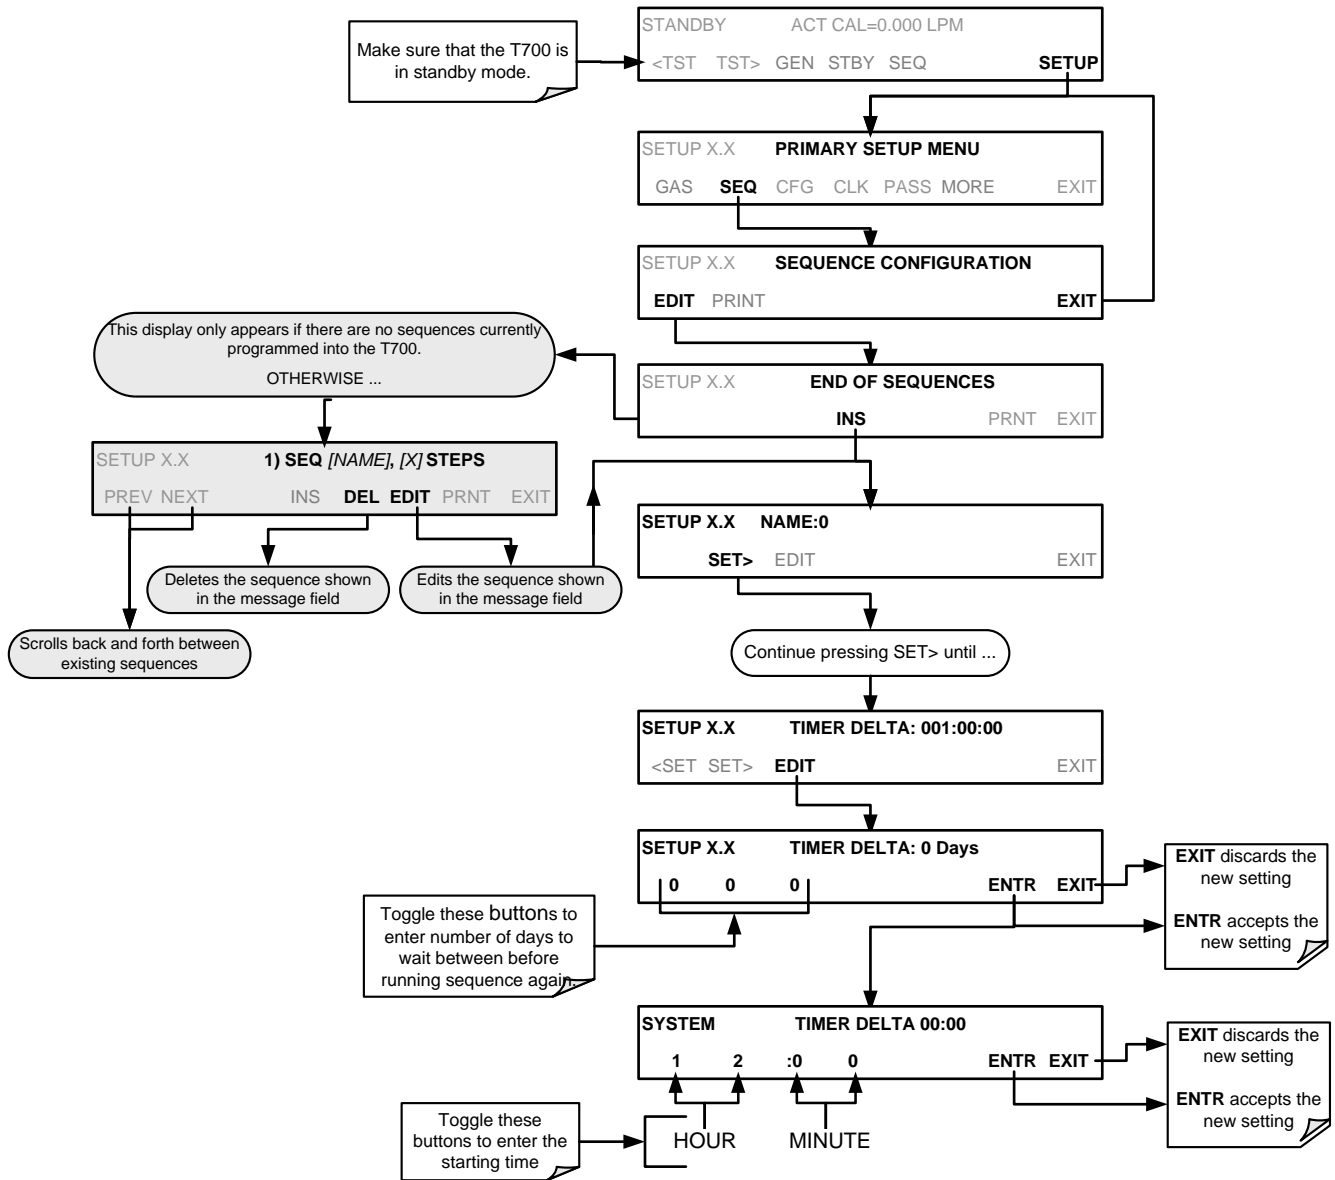 STANDBY ACT CAL=0.000 LPM
<TST TST> GEN STBY SEQ SETUP
Make sure that the T700 is
in standby mode.
SETUP X.X PRIMARY SETUP MENU
GAS SEQ CFG CLK PASS MORE EXIT
SETUP X.X SEQUENCE CONFIGURATION
EDIT PRINT EXIT
This display only appears if there are no sequences currently
programmed into the T700.
OTHERWISE ...
SETUP X.X END OF SEQUENCES
INS PRNT EXIT
SETUP X.X 1) SEQ [NAME], [X] STEPS
PREV NEXT INS DEL EDIT PRNT EXIT
Deletes the sequence shown
in the message field
Edits the sequence shown
in the message field
Scrolls back and forth between
existing sequences
SETUP X.X NAME:0
SET> EDIT EXIT
Continue pressing SET> until ...
SETUP X.X TIMER DELTA: 001:00:00
<SET SET> EDIT EXIT
SETUP X.X TIMER DELTA: 0 Days
0 0 0 ENTR EXIT
EXIT discards the
new setting
ENTR accepts the
new setting
Toggle these buttons to
enter number of days to
wait between before
running sequence again.
SYSTEM TIMER DELTA 00:00
1 2 :0 0 ENTR EXIT
EXIT discards the
new setting
ENTR accepts the
new setting
Toggle these
buttons to enter the
starting time
HOUR MINUTE